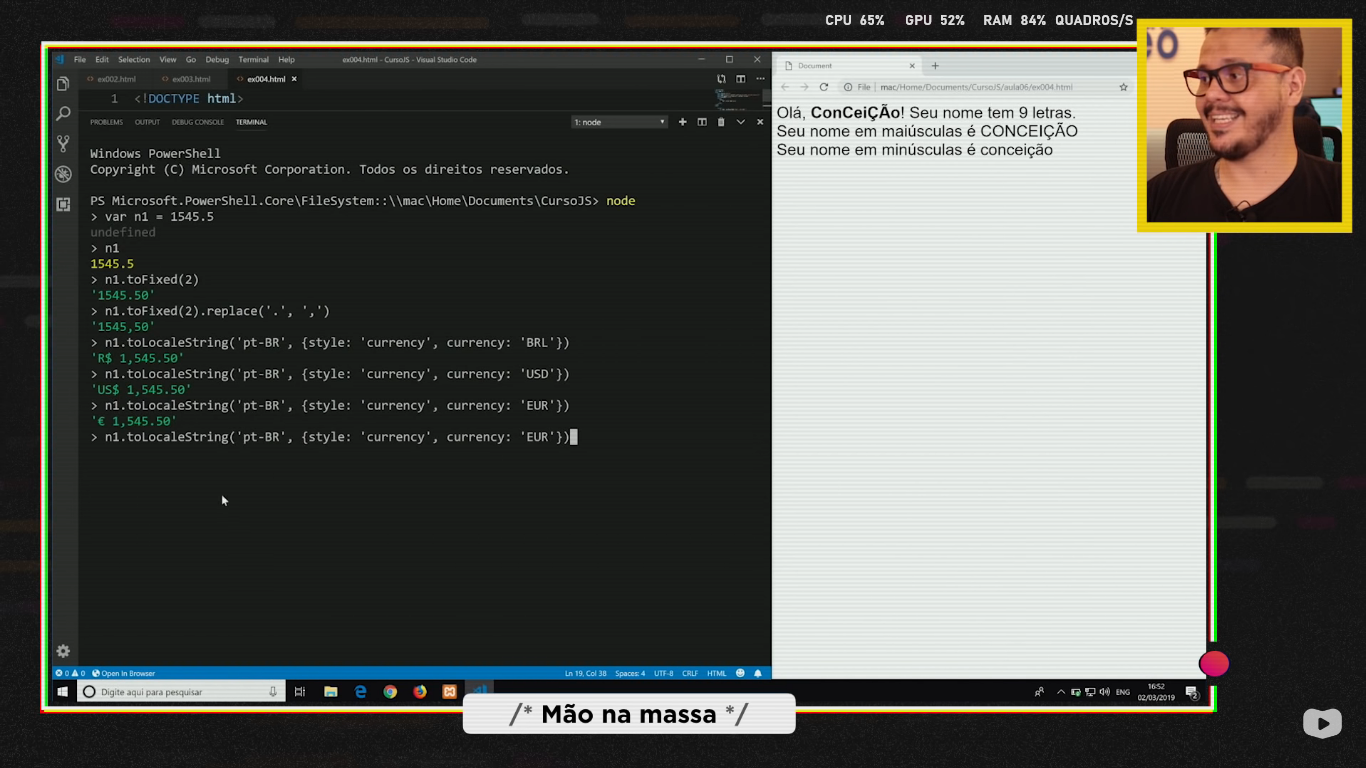 CPU 65% GPU 52% RAM 84% QUADROS/S
File Edit Selection View Go Debug Terminal Help ex004.html - CursoJS - Visual Studio Code
ex002.html ex003.html ex004.html
1 <!DOCTYPE html>
PROBLEMS OUTPUT DEBUG CONSOLE TERMINAL 1: node
Windows PowerShell
Copyright (C) Microsoft Corporation. Todos os direitos reservados.
PS Microsoft.PowerShell.Core\FileSystem::\\mac\Home\Documents\CursoJS> node
> var n1 = 1545.5
undefined
> n1
1545.5
> n1.toFixed(2)
'1545.50'
> n1.toFixed(2).replace('.', ',')
'1545,50'
> n1.toLocaleString('pt-BR', {style: 'currency', currency: 'BRL'})
'R$ 1,545.50'
> n1.toLocaleString('pt-BR', {style: 'currency', currency: 'USD'})
'US$ 1,545.50'
> n1.toLocaleString('pt-BR', {style: 'currency', currency: 'EUR'})
'€ 1,545.50'
> n1.toLocaleString('pt-BR', {style: 'currency', currency: 'EUR'})
0 0 Open In Browser Ln 19, Col 38 Spaces: 4 UTF-8 CRLF HTML
Document
File mac/Home/Documents/CursoJS/aula06/ex004.html
Olá, ConCeiÇÃo! Seu nome tem 9 letras.
Seu nome em maiúsculas é CONCEIÇÃO
Seu nome em minúsculas é conceição
Digite aqui para pesquisar
ENG
16:52
02/03/2019
2
/* Mão na massa */